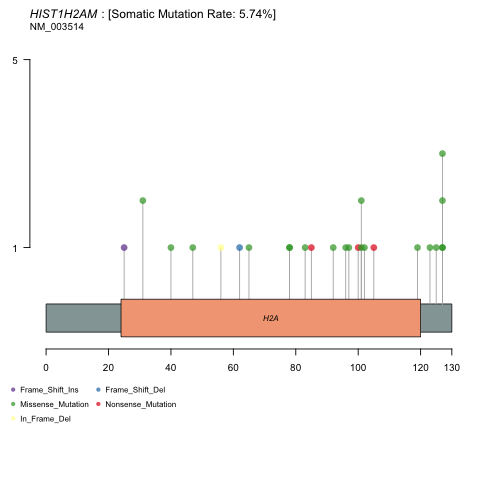 HIST1H2AM : [Somatic Mutation Rate: 5.74%]
NM_003514
5
1
H2A
0 20 40 60 80 100 120 130
Frame_Shift_Ins Frame_Shift_Del
Missense_Mutation Nonsense_Mutation
In_Frame_Del